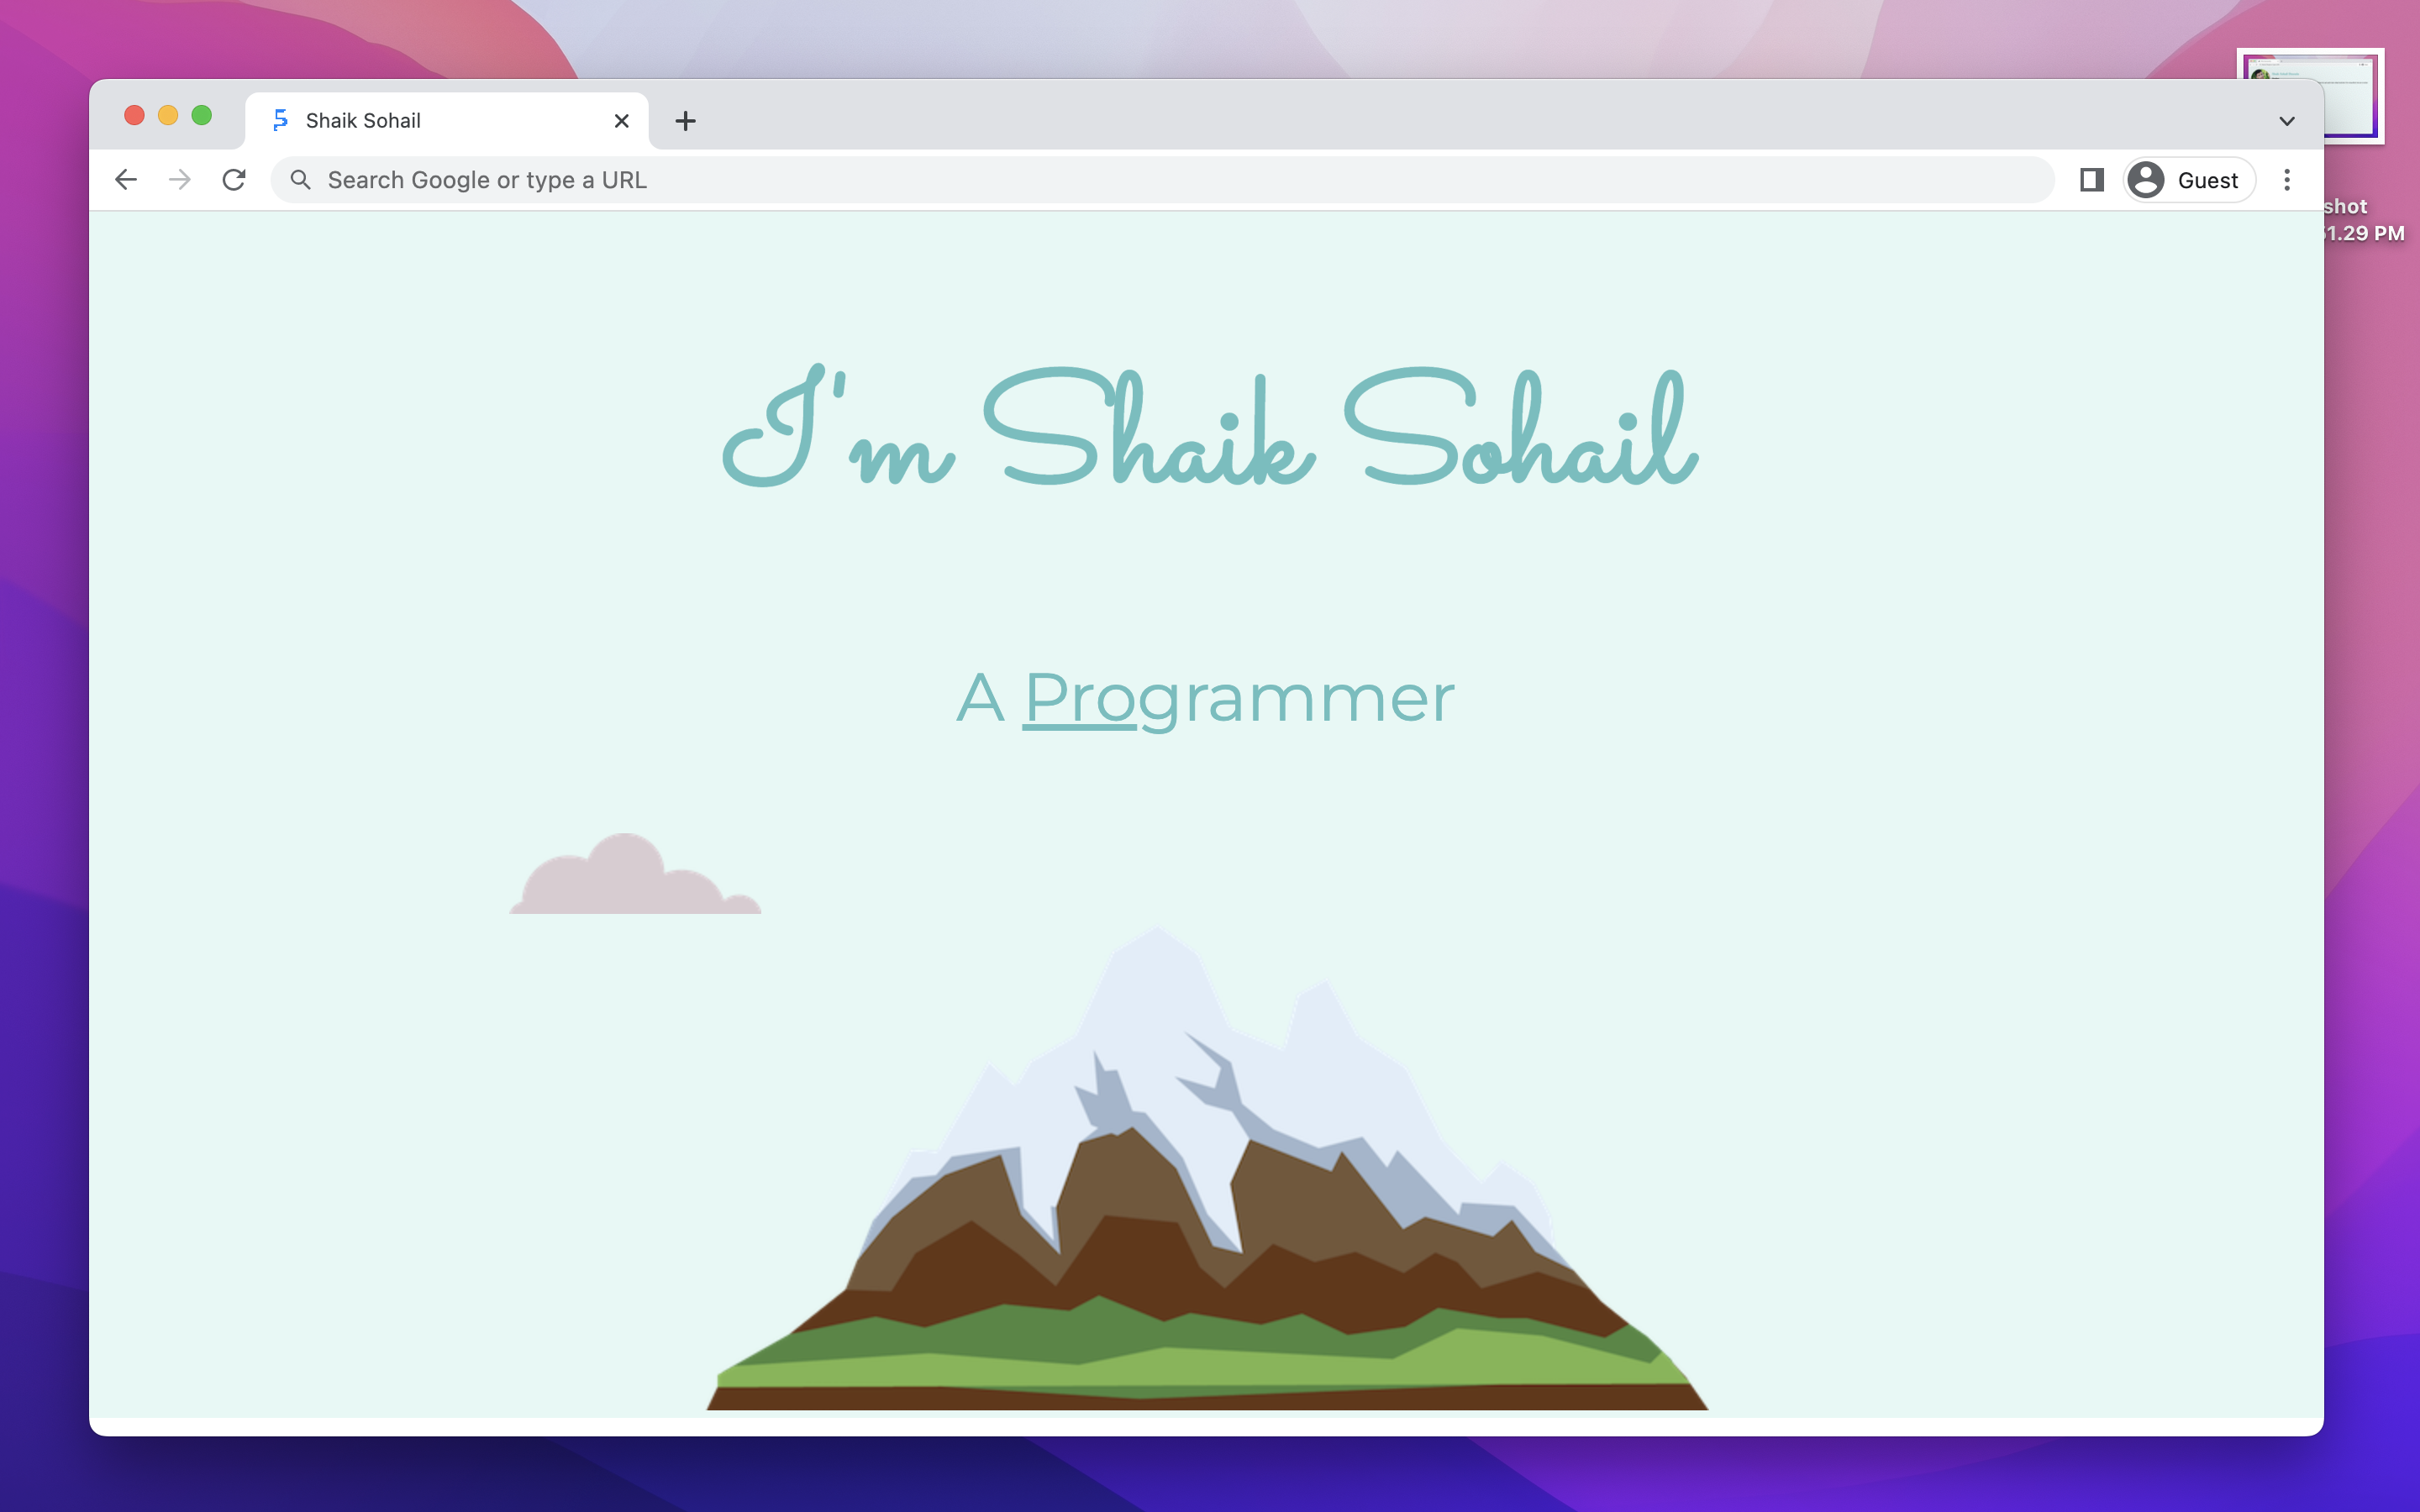 Shaik Sohail
Search Google or type a URL
Guest
shot
1.29 PM
I'm Shaik Sohail
A Programmer